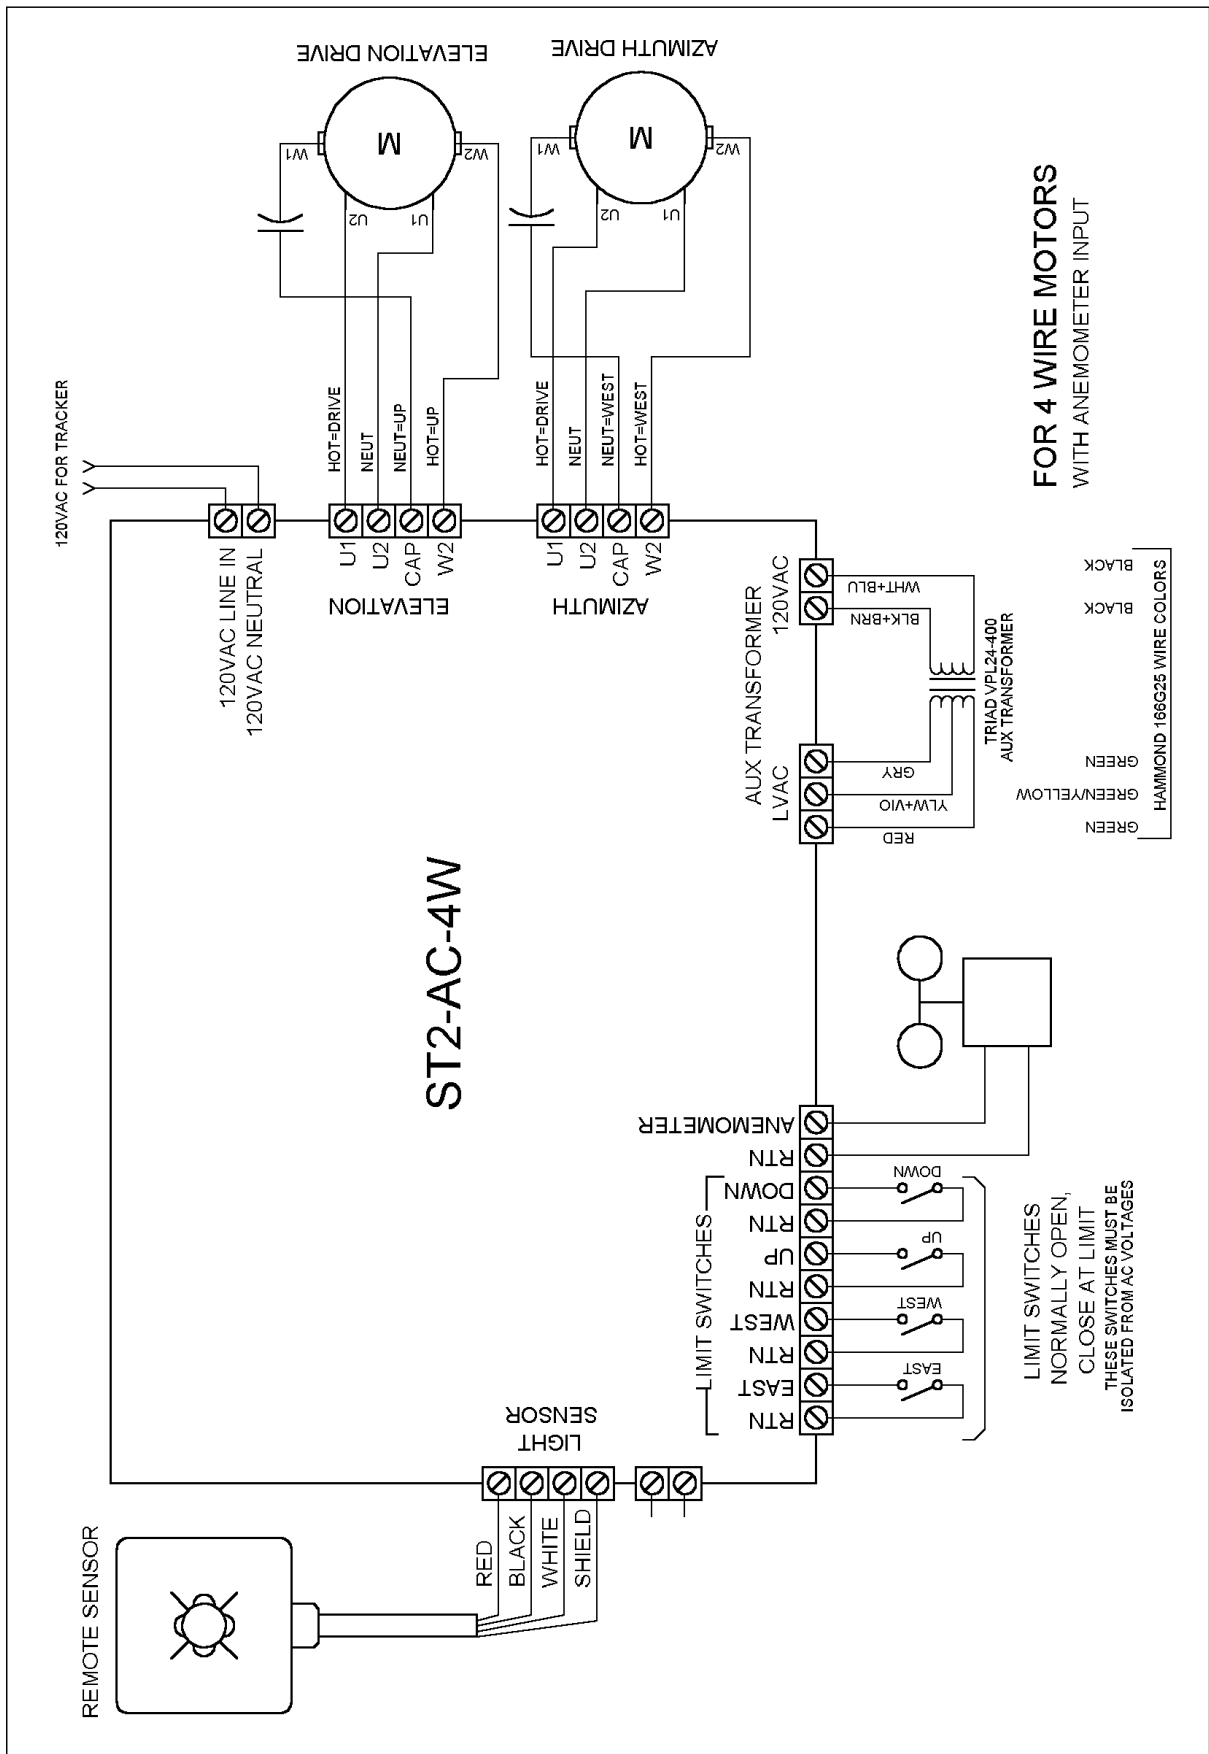 REMOTE SENSOR
RED
BLACK
WHITE
SHIELD
LIGHT
SENSOR
ST2-AC-4W
120VAC FOR TRACKER
120VAC LINE IN
120VAC NEUTRAL
ELEVATION
U1
U2
CAP
W2
HOT=DRIVE
NEUT
NEUT=UP
HOT=UP
W1
U2
U1
W2
M
ELEVATION DRIVE
AZIMUTH
U1
U2
CAP
W2
HOT=DRIVE
NEUT
NEUT=WEST
HOT=WEST
W1
U2
U1
W2
M
AZIMUTH DRIVE
LIMIT SWITCHES
RTN
EAST
RTN
WEST
RTN
UP
RTN
DOWN
RTN
ANEMOMETER
EAST
WEST
UP
DOWN
LIMIT SWITCHES
NORMALLY OPEN,
CLOSE AT LIMIT
THESE SWITCHES MUST BE
ISOLATED FROM AC VOLTAGES
AUX TRANSFORMER
LVAC
120VAC
RED
YLW+VIO
GRY
BLK+BRN
WHT+BLU
TRIAD VPL24-400
AUX TRANSFORMER
GREEN
GREEN/YELLOW
GREEN
BLACK
BLACK
HAMMOND 166G25 WIRE COLORS
FOR 4 WIRE MOTORS
WITH ANEMOMETER INPUT